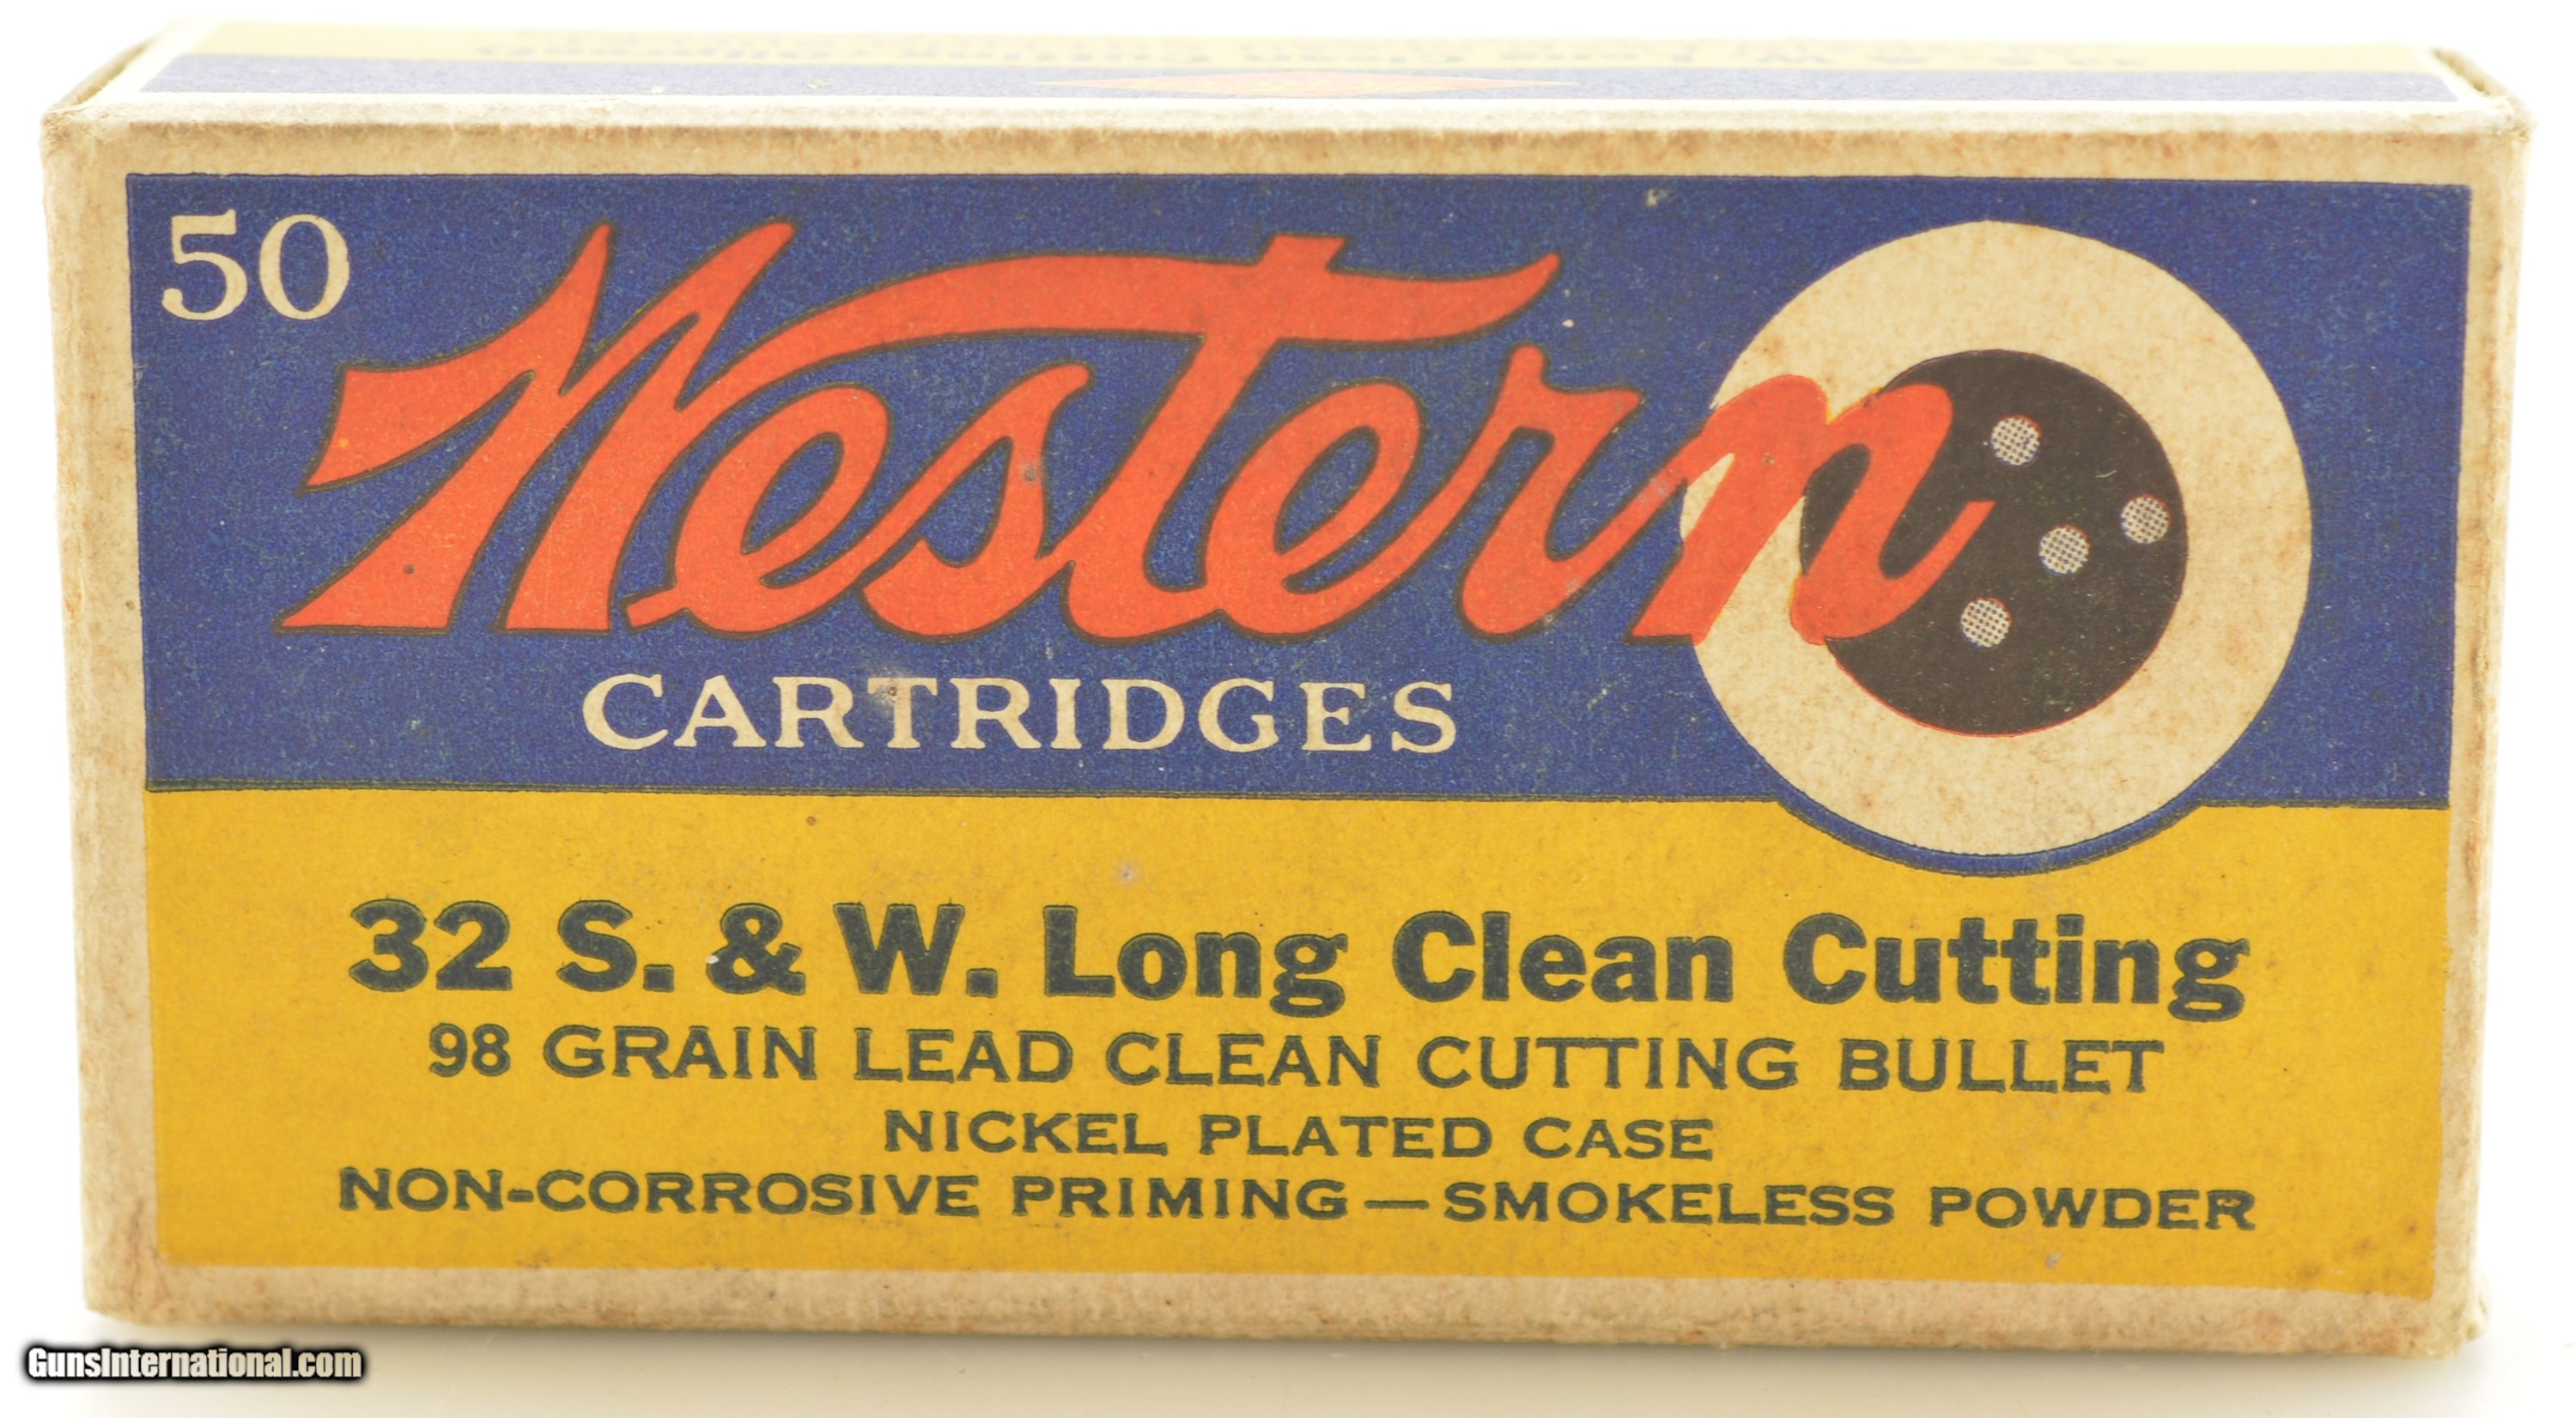 50
Western
CARTRIDGES
32 S. & W. Long Clean Cutting
98 GRAIN LEAD CLEAN CUTTING BULLET
NICKEL PLATED CASE
NON-CORROSIVE PRIMING—SMOKELESS POWDER
GunsInternational.com